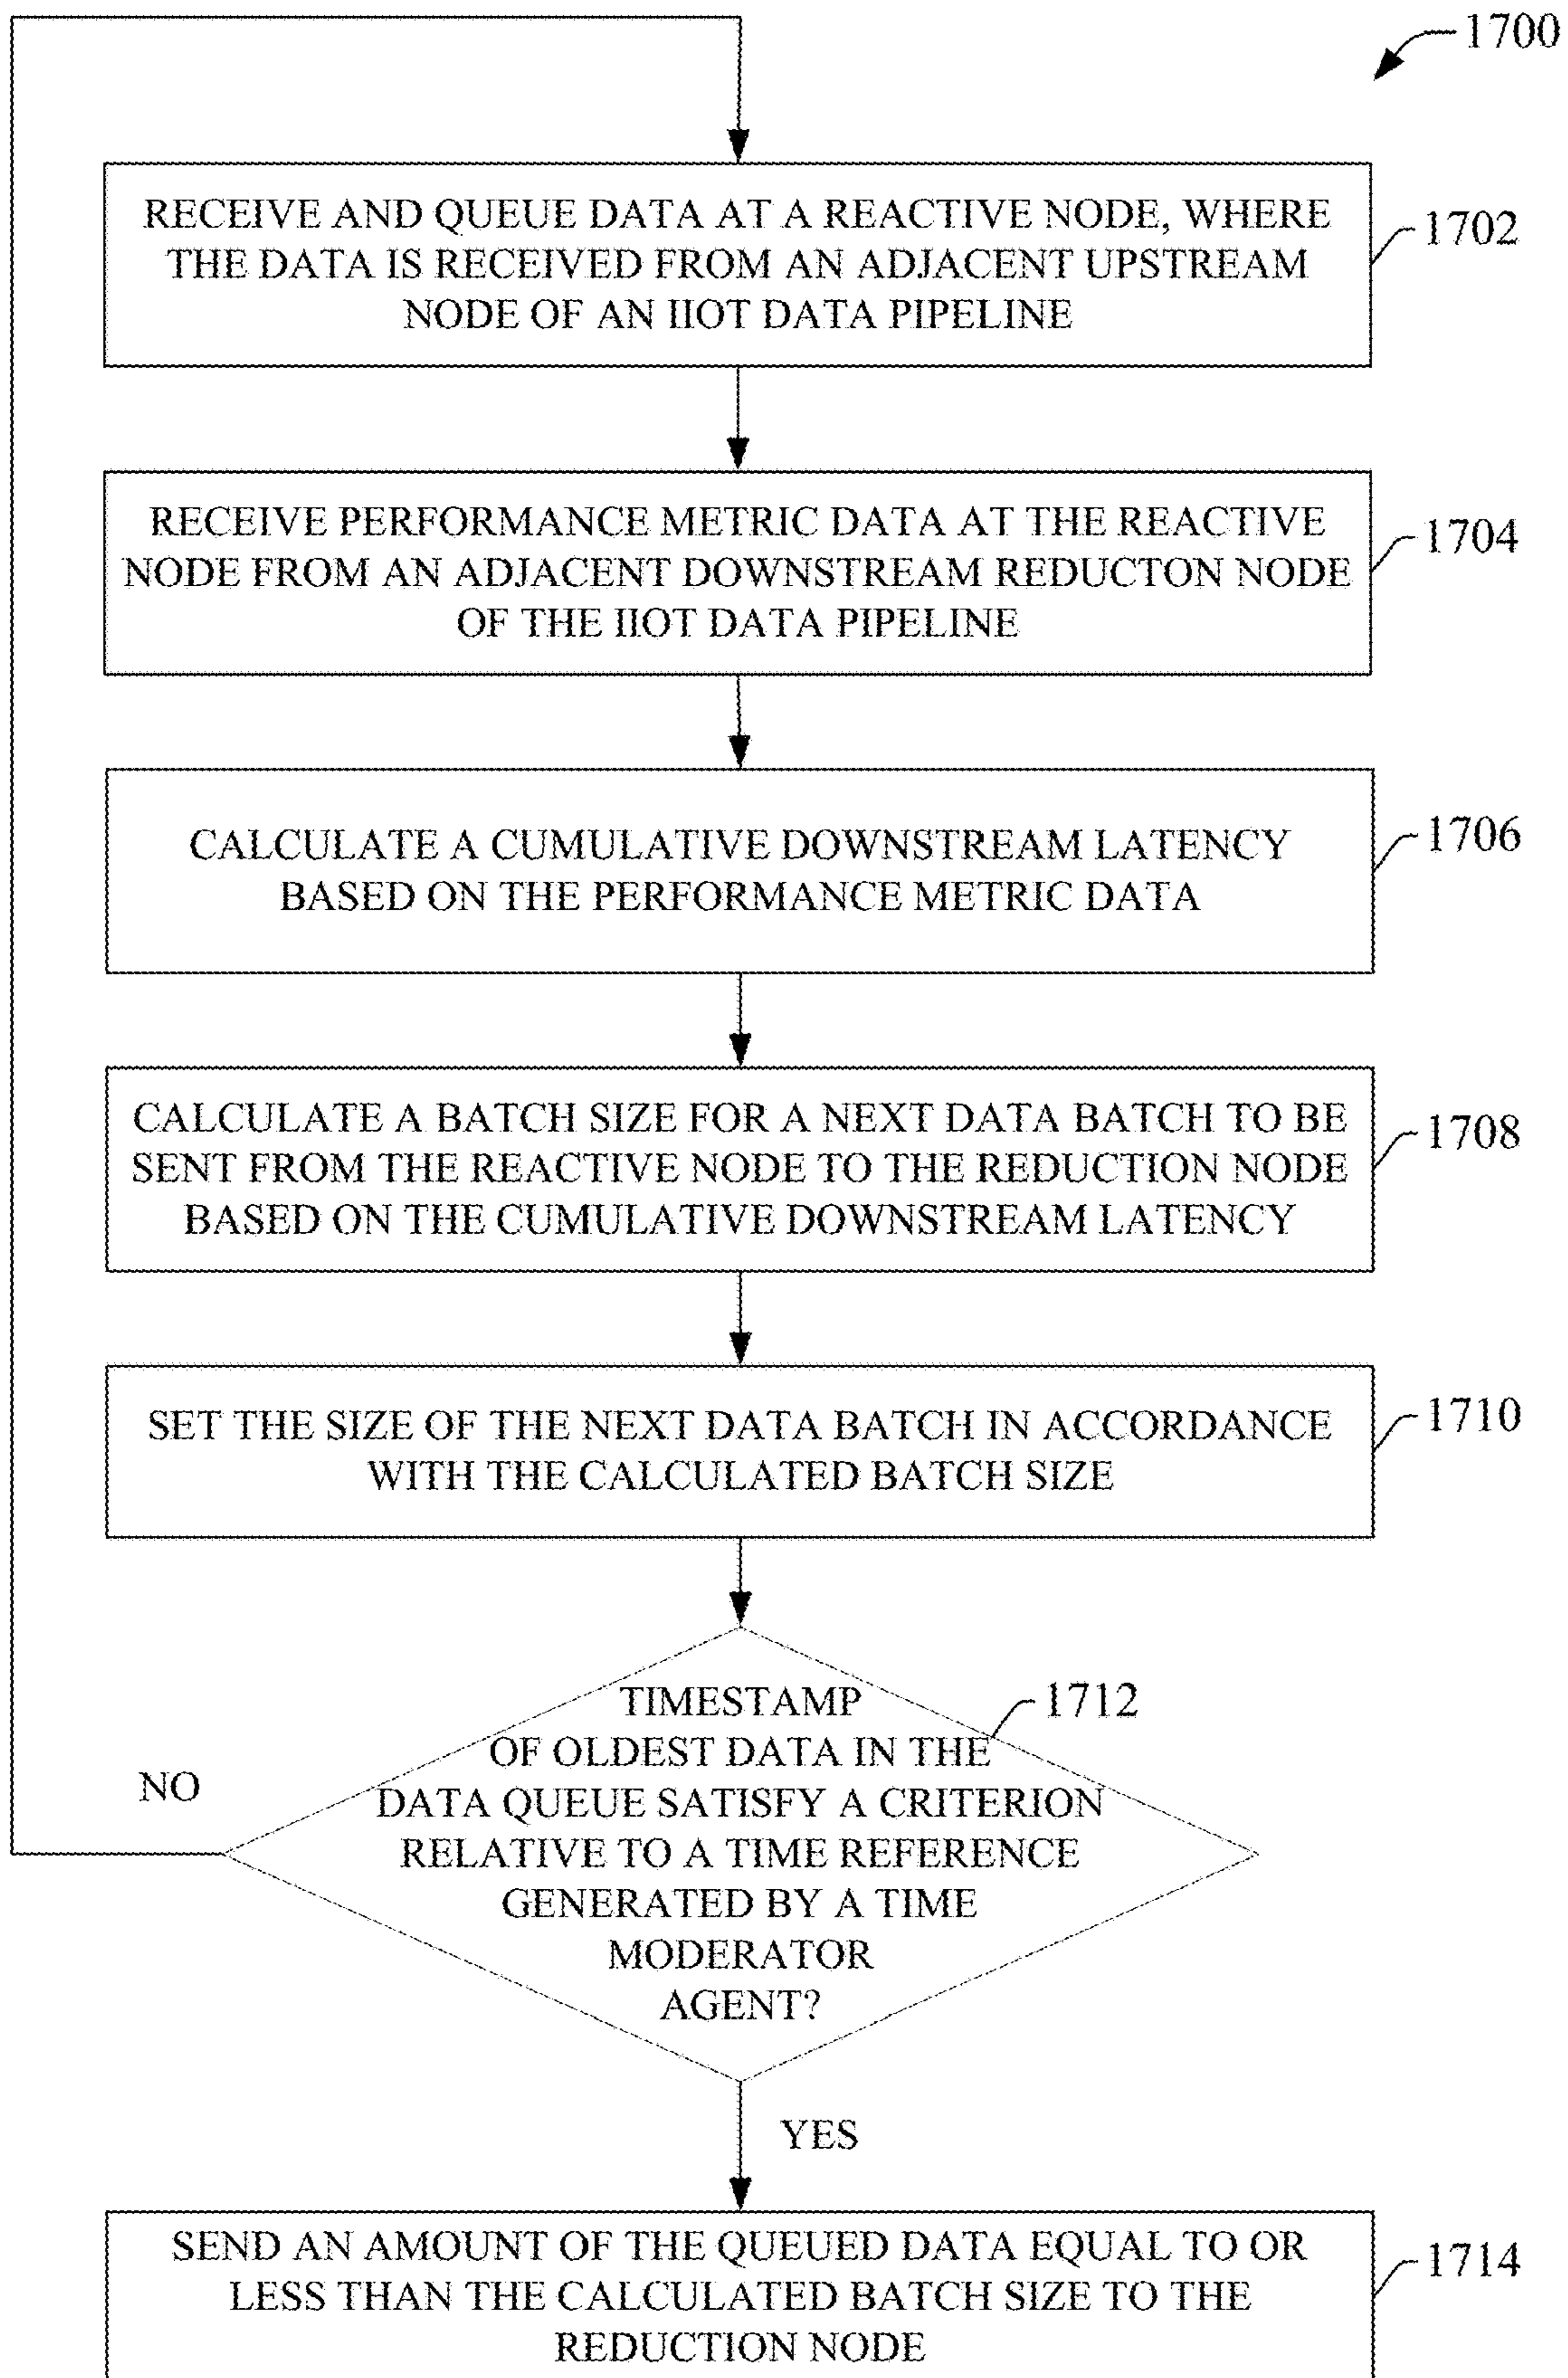 1700
RECEIVE AND QUEUE DATA AT A REACTIVE NODE, WHERE
THE DATA IS RECEIVED FROM AN ADJACENT UPSTREAM
NODE OF AN IIOT DATA PIPELINE
1702
RECEIVE PERFORMANCE METRIC DATA AT THE REACTIVE
NODE FROM AN ADJACENT DOWNSTREAM REDUCTON NODE
OF THE IIOT DATA PIPELINE
1704
CALCULATE A CUMULATIVE DOWNSTREAM LATENCY
BASED ON THE PERFORMANCE METRIC DATA
1706
CALCULATE A BATCH SIZE FOR A NEXT DATA BATCH TO BE
SENT FROM THE REACTIVE NODE TO THE REDUCTION NODE
BASED ON THE CUMULATIVE DOWNSTREAM LATENCY
1708
SET THE SIZE OF THE NEXT DATA BATCH IN ACCORDANCE
WITH THE CALCULATED BATCH SIZE
1710
TIMESTAMP
OF OLDEST DATA IN THE
DATA QUEUE SATISFY A CRITERION
RELATIVE TO A TIME REFERENCE
GENERATED BY A TIME
MODERATOR
AGENT?
1712
NO
YES
SEND AN AMOUNT OF THE QUEUED DATA EQUAL TO OR
LESS THAN THE CALCULATED BATCH SIZE TO THE
REDUCTION NODE
1714